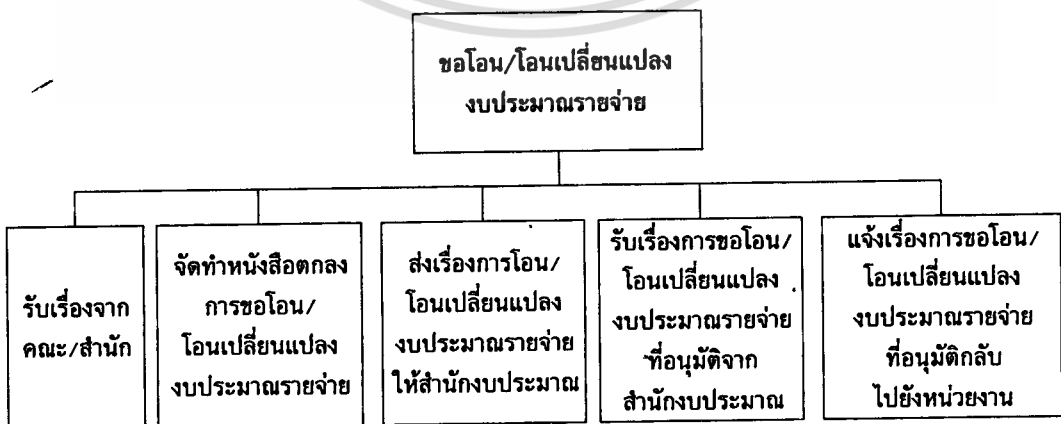 ขอโอน/โอนเปลี่ยนแปลง
งบประมาณรายจ่าย
รับเรื่องจาก
คณะ/สำนัก
จัดทำหนังสือตกลง
การขอโอน/
โอนเปลี่ยนแปลง
งบประมาณรายจ่าย
ส่งเรื่องการโอน/
โอนเปลี่ยนแปลง
งบประมาณรายจ่าย
ให้สำนักงบประมาณ
รับเรื่องการขอโอน/
โอนเปลี่ยนแปลง
งบประมาณรายจ่าย
ที่อนุมัติจาก
สำนักงบประมาณ
แจ้งเรื่องการขอโอน/
โอนเปลี่ยนแปลง
งบประมาณรายจ่าย
ที่อนุมัติกลับ
ไปยังหน่วยงาน